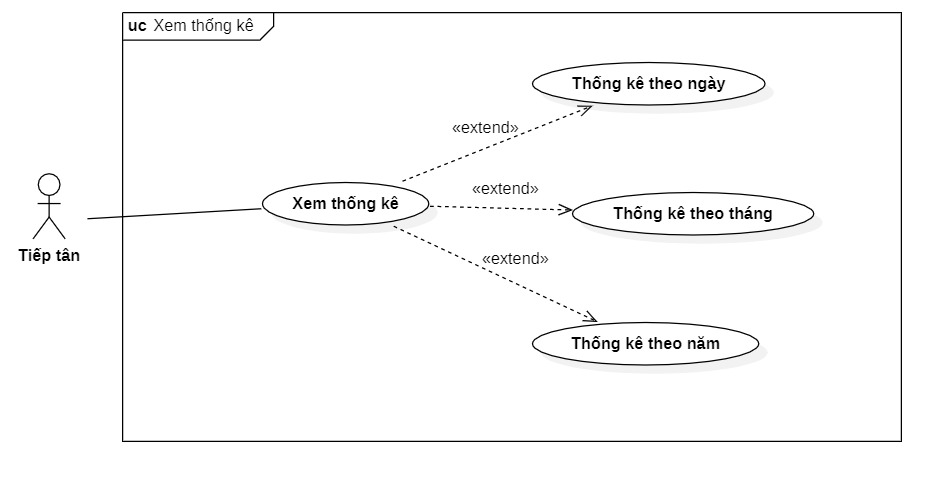 uc Xem thống kê
Thống kê theo ngày
«extend»
«extend»
Xem thống kê
Thống kê theo tháng
Tiếp tân
«extend»
Thống kê theo năm